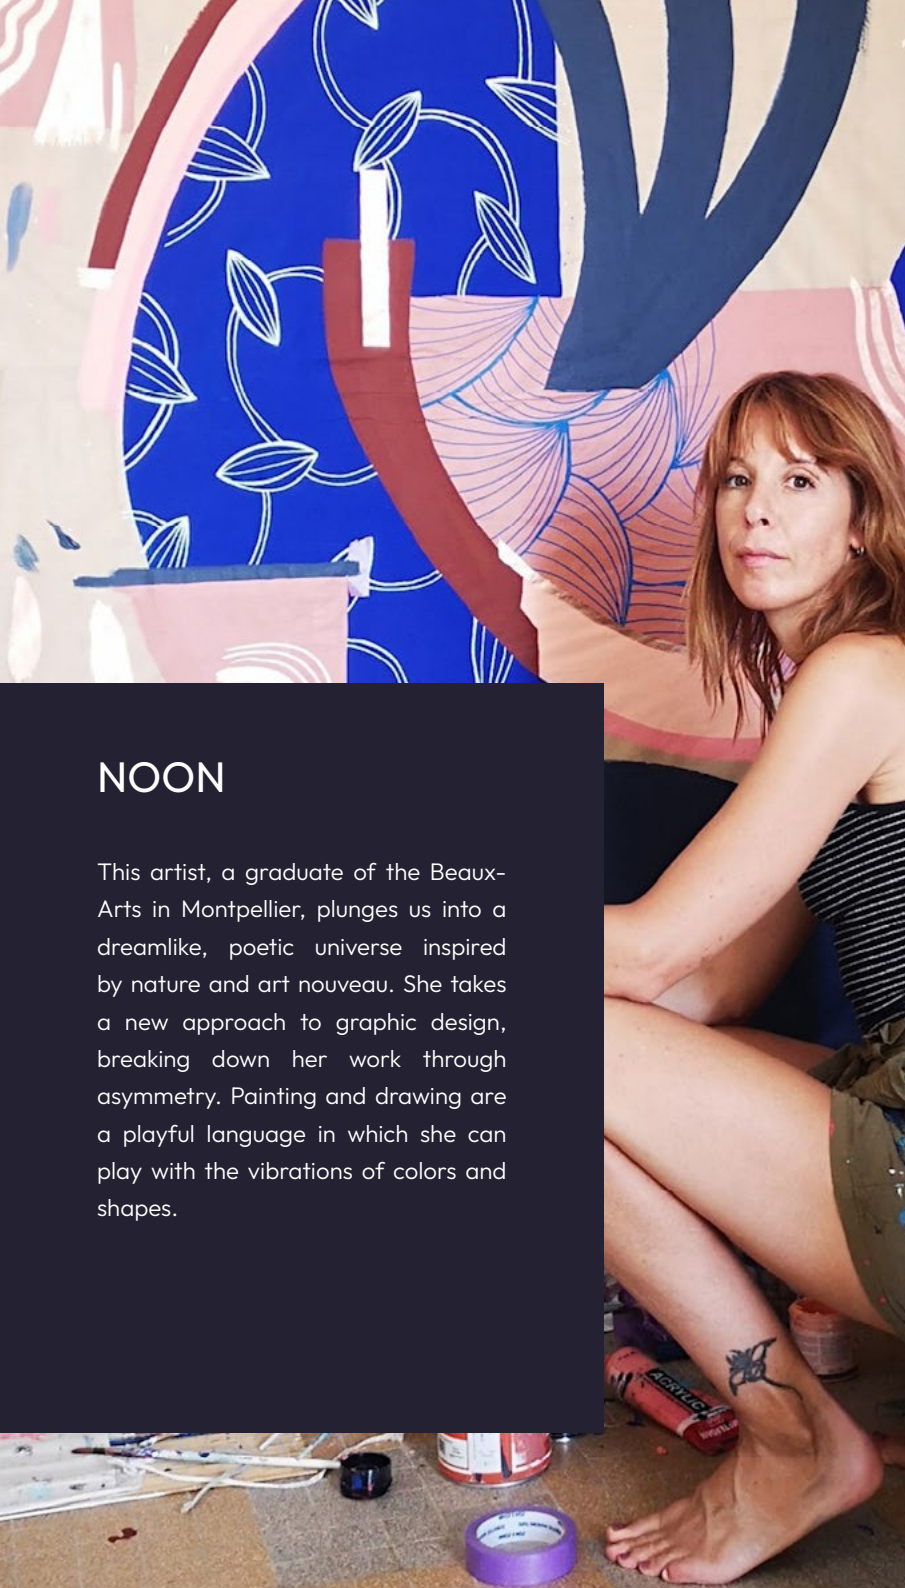 NOON
This artist, a graduate of the Beaux-
Arts in Montpellier, plunges us into a
dreamlike, poetic universe inspired
by nature and art nouveau. She takes
a new approach to graphic design,
breaking down her work through
asymmetry. Painting and drawing are
a playful language in which she can
play with the vibrations of colors and
shapes.
ACRYLIC